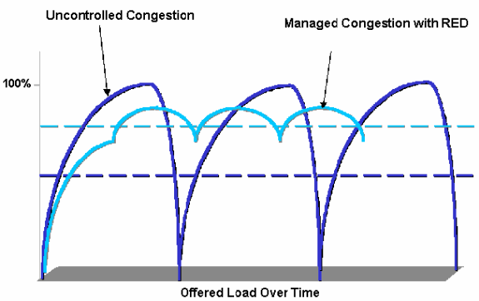 Uncontrolled Congestion
Managed Congestion with RED
100%
Offered Load Over Time